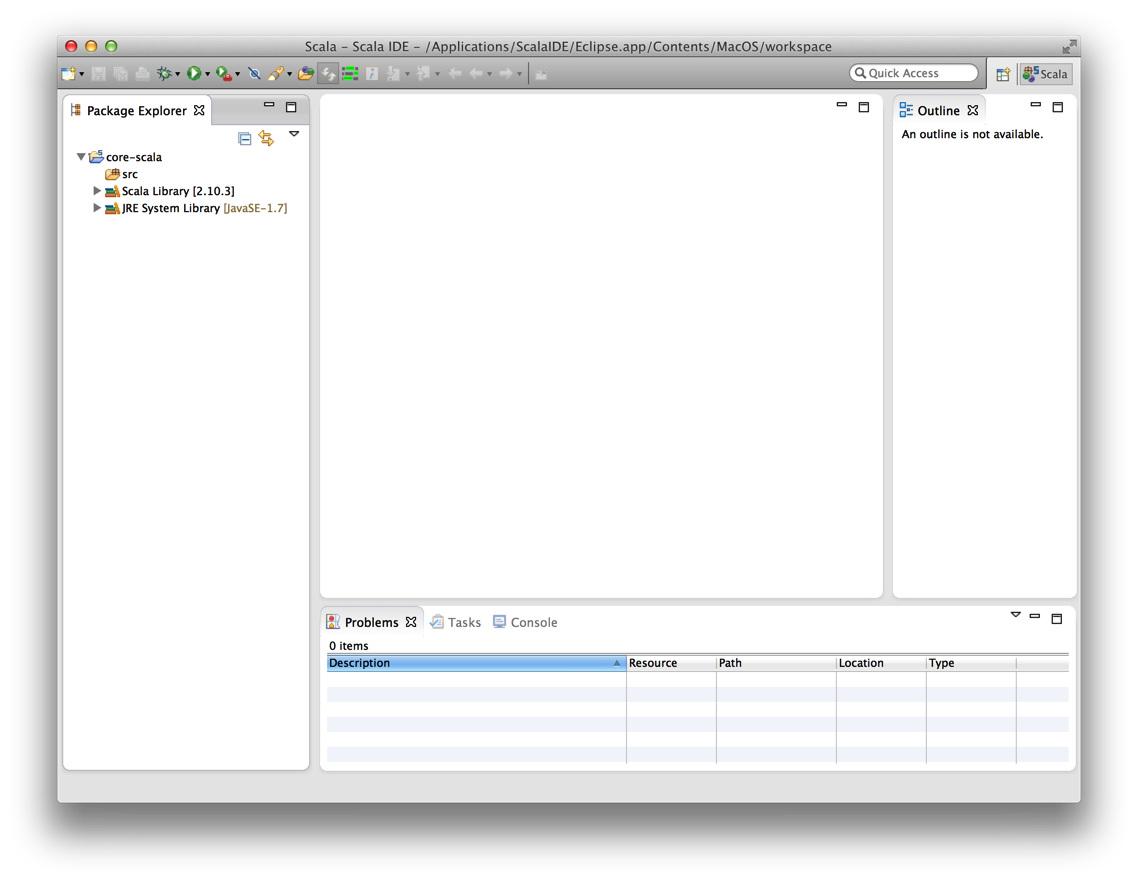 Scala – Scala IDE – /Applications/ScalaIDE/Eclipse.app/Contents/MacOS/workspace
Quick Access
Scala
Package Explorer
core-scala
src
Scala Library [2.10.3]
JRE System Library [JavaSE-1.7]
Outline
An outline is not available.
Problems Tasks Console
0 items
Description Resource Path Location Type